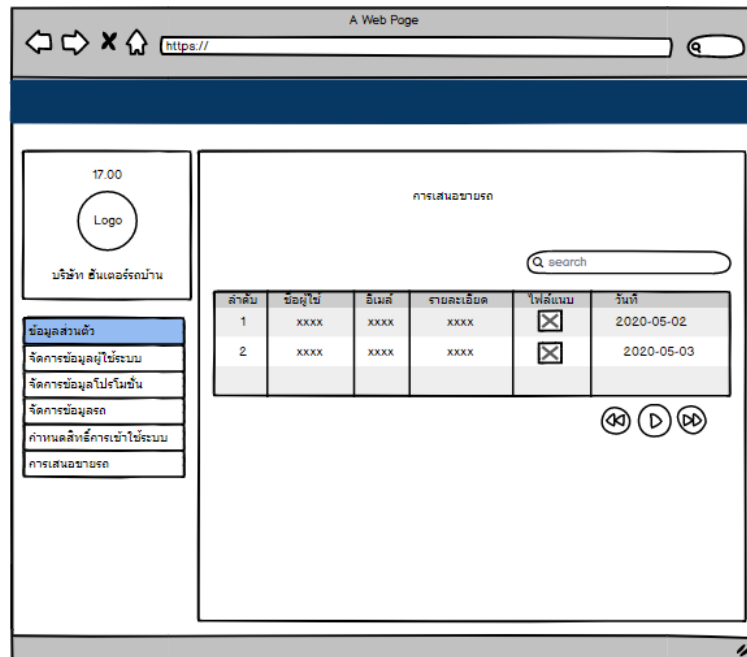 A Web Page
https://
17.00
Logo
บริษัท ฮันเตอร์รถบ้าน
ข้อมูลส่วนตัว
จัดการข้อมูลผู้ใช้ระบบ
จัดการข้อมูลโปรโมชั่น
จัดการข้อมูลรถ
กำหนดสิทธิ์การเข้าใช้ระบบ
การเสนอขายรถ
การเสนอขายรถ
search
ลำดับ ชื่อผู้ใช้ อีเมล์ รายละเอียด ไฟล์แนบ วันที่
1 xxxx xxxx xxxx 2020-05-02
2 xxxx xxxx xxxx 2020-05-03